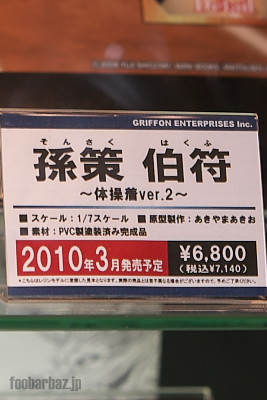 GRIFFON ENTERPRISES Inc.
そんさく はくふ
孫策 伯符
～体操着ver.2～
■スケール：1/7スケール ■原型製作：あきやまあきお
■素材：PVC製塗装済み完成品
2010年3月発売予定
¥6,800
(税込¥7,140)
foobarbaz.jp